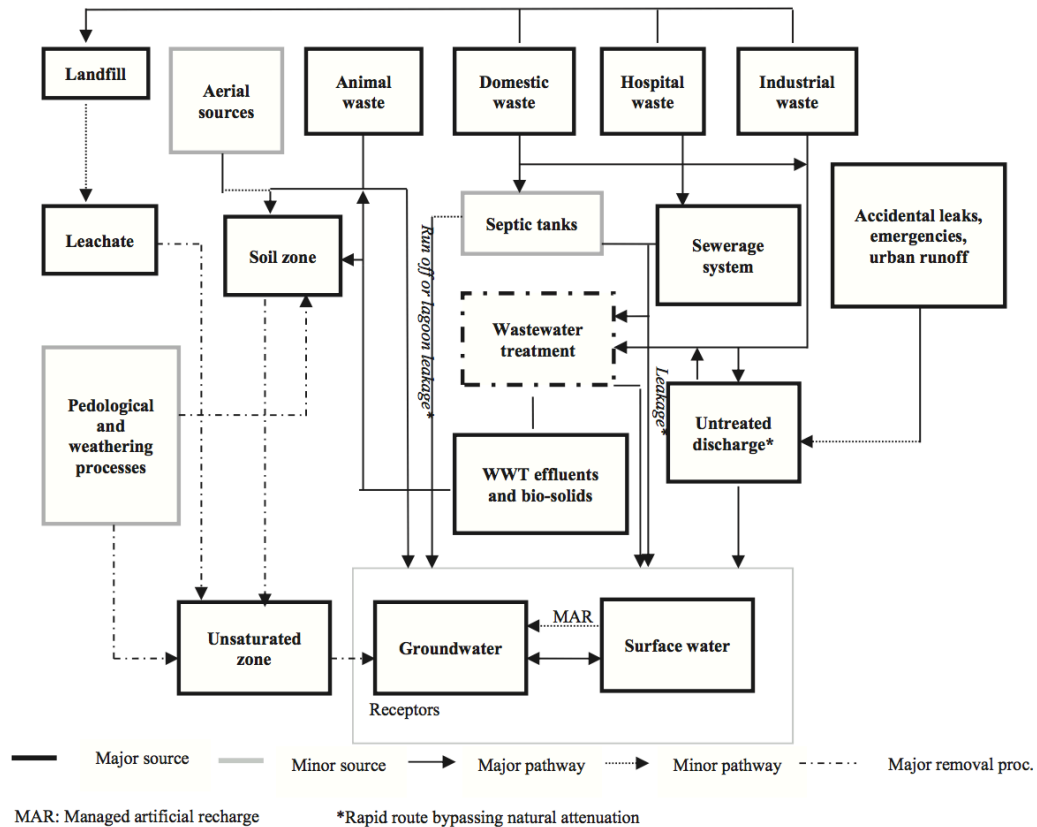 Landfill
Aerial
sources
Animal
waste
Domestic
waste
Hospital
waste
Industrial
waste
Leachate
Soil zone
Run off or lagoon leakage*
Septic tanks
Sewerage
system
Accidental leaks,
emergencies,
urban runoff
Wastewater
treatment
Leakage*
Pedological
and
weathering
processes
Untreated
discharge*
WWT effluents
and bio-solids
Unsaturated
zone
Groundwater
MAR
Surface water
Receptors
Major source
Minor source
Major pathway
Minor pathway
Major removal proc.
MAR: Managed artificial recharge
*Rapid route bypassing natural attenuation